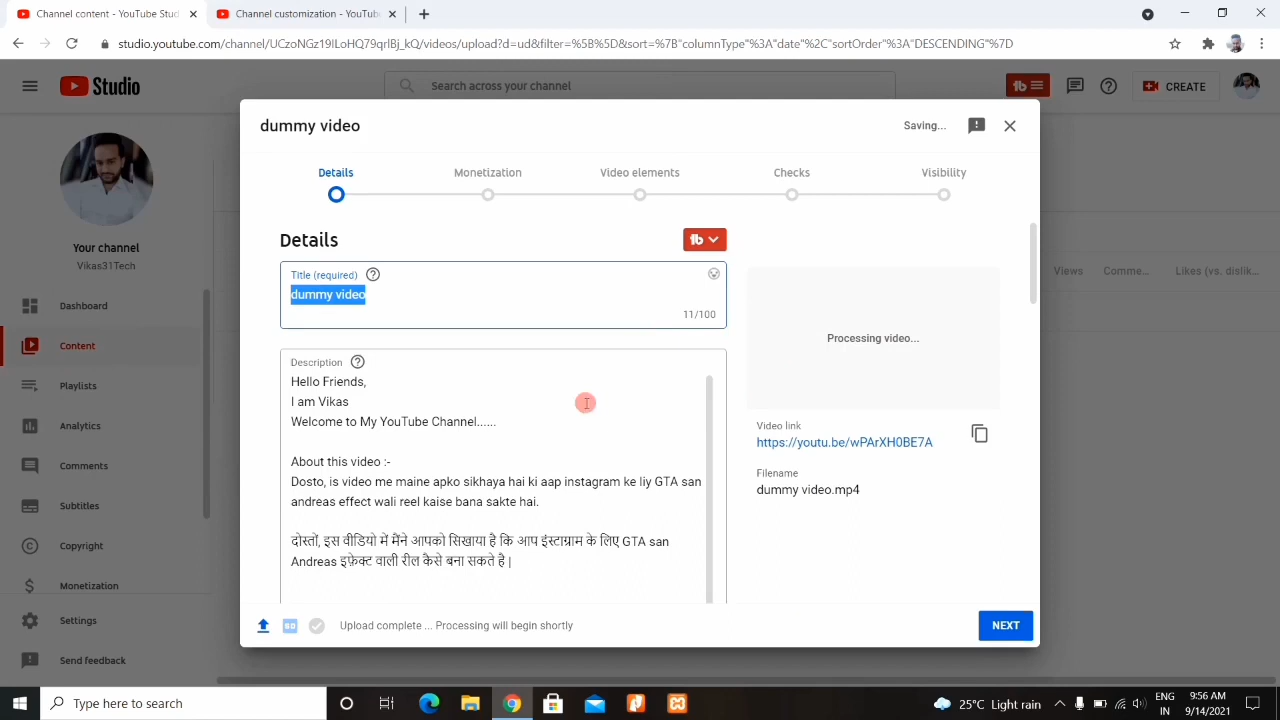 Channel content - YouTube Stud
Channel customization - YouTub
studio.youtube.com/channel/UCzoNGz19ILoHQ79qrlBj_kQ/videos/upload?d=ud&filter=%5B%5D&sort=%7B"columnType"%3A"date"%2C"sortOrder"%3A"DESCENDING"%7D
Studio
Search across your channel
CREATE
dummy video
Saving...
Details
Monetization
Video elements
Checks
Visibility
Your channel
Vikas31Tech
Dashboard
Content
Playlists
Analytics
Comments
Subtitles
Copyright
Monetization
Settings
Send feedback
Details
Title (required)
dummy video
11/100
Description
Hello Friends,
I am Vikas
Welcome to My YouTube Channel......
About this video :-
Dosto, is video me maine apko sikhaya hai ki aap instagram ke liy GTA san
andreas effect wali reel kaise bana sakte hai.
दोस्तों, इस वीडियो में मैंने आपको सिखाया है कि आप इंस्टाग्राम के लिए GTA san
Andreas इफ़ेक्ट वाली रील कैसे बना सकते है |
Processing video...
Video link
https://youtu.be/wPArXH0BE7A
Filename
dummy video.mp4
Views
Comme...
Likes (vs. dislik...
Upload complete ... Processing will begin shortly
NEXT
Type here to search
25°C Light rain
ENG
IN
9:56 AM
9/14/2021